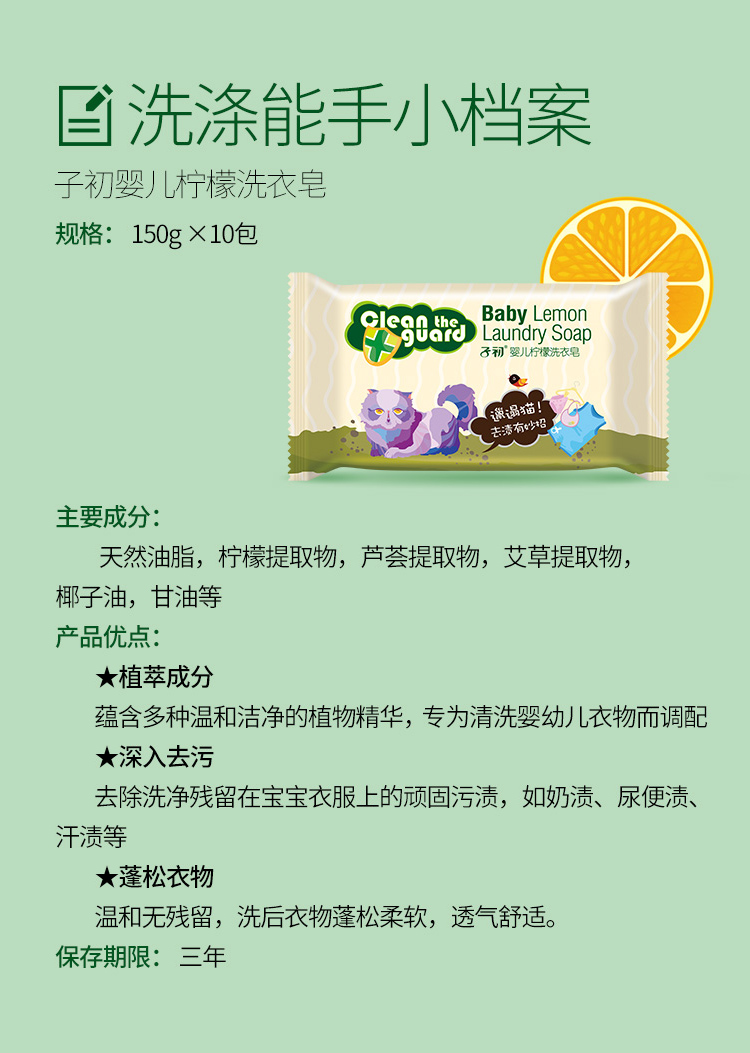 洗涤能手小档案
子初婴儿柠檬洗衣皂
规格： 150g×10包
Clean the guard
Baby Lemon
Laundry Soap
子初® 婴儿柠檬洗衣皂
邋遢猫！
去渍有妙招
主要成分：
天然油脂，柠檬提取物，芦荟提取物，艾草提取物，
椰子油，甘油等
产品优点：
★植萃成分
蕴含多种温和洁净的植物精华，专为清洗婴幼儿衣物而调配
★深入去污
去除洗净残留在宝宝衣服上的顽固污渍，如奶渍、尿便渍、
汗渍等
★蓬松衣物
温和无残留，洗后衣物蓬松柔软，透气舒适。
保存期限： 三年